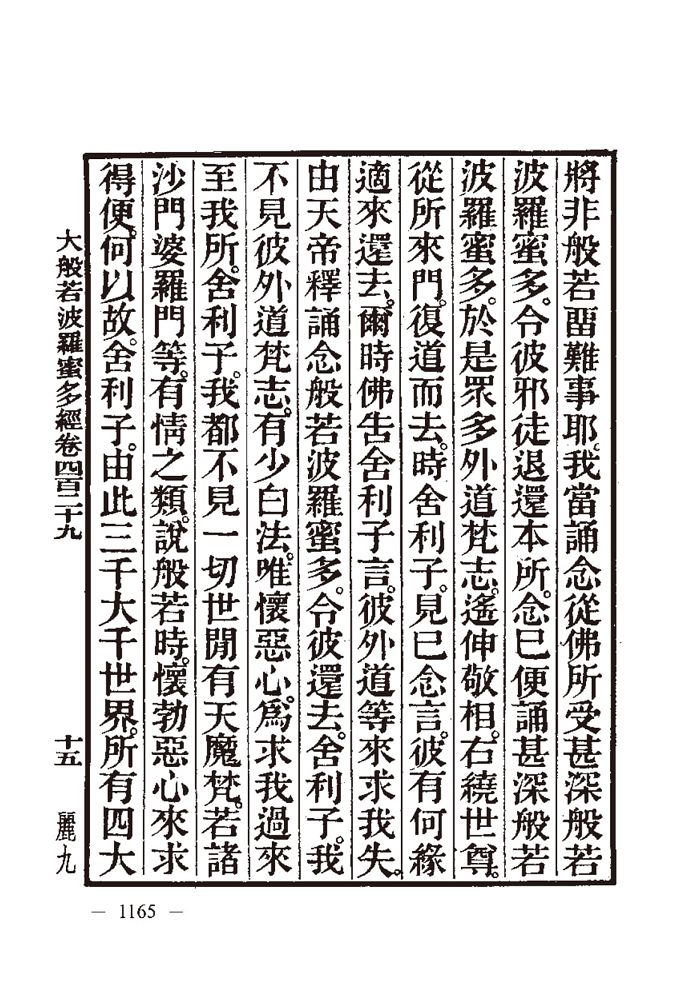 將非般若畱難事耶。我當誦念從佛所受甚深般若
波羅蜜多。令彼邪徒退還本所。念已便誦甚深般若
波羅蜜多。於是眾多外道梵志。遙伸敬相。右繞世尊。
從所來門。復道而去。時舍利子。見已念言。彼有何緣
適來還去。爾時佛告舍利子言。彼外道等來求我失。
由天帝釋誦念般若波羅蜜多。令彼還去。舍利子。我
不見彼外道梵志。有少白法。唯懷惡心。為求我過來
至我所。舍利子。我都不見一切世閒有天魔梵。若諸
沙門婆羅門等。有情之類。說般若時。懷勃惡心來求
得便。何以故。舍利子。由此三千大千世界。所有四大
大般若波羅蜜多經卷四百二十九 十五 麗九
— 1165 —